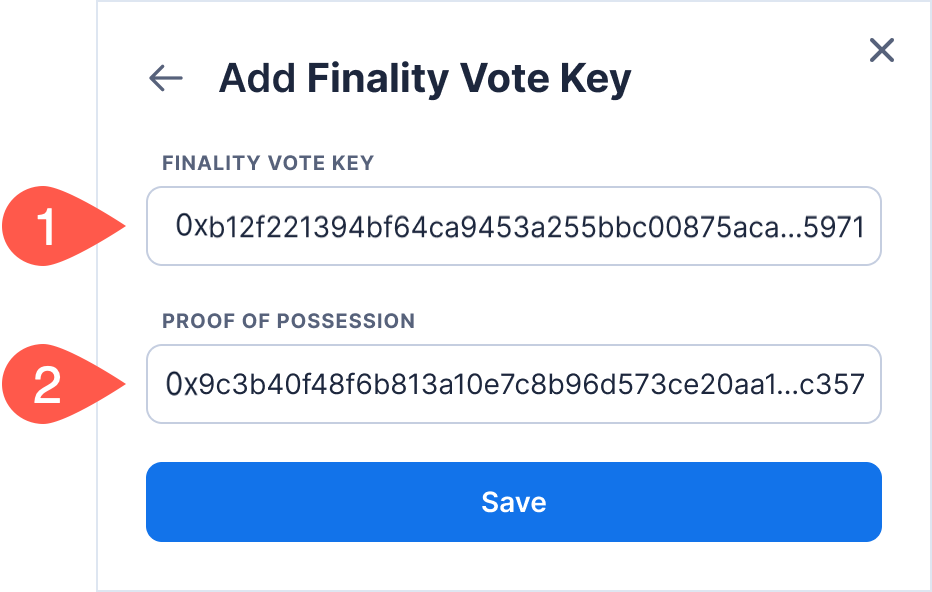 Add Finality Vote Key
FINALITY VOTE KEY
1
0xb12f221394bf64ca9453a255bbc00875aca...5971
PROOF OF POSSESSION
2
0x9c3b40f48f6b813a10e7c8b96d573ce20aa1...c357
Save